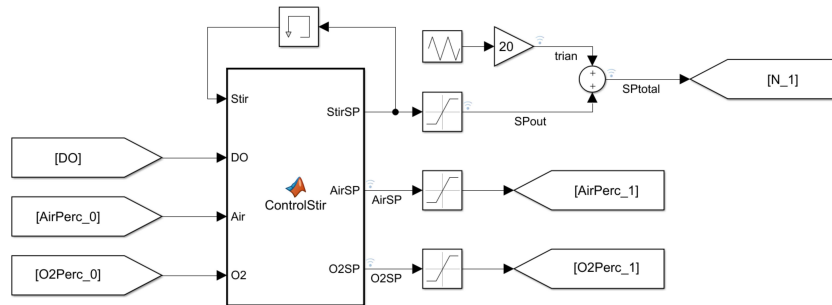 20
trian
[N_1]
SPtotal
Stir
StirSP
SPout
[DO]
DO
ControlStir
AirSP
AirSP
[AirPerc_1]
[AirPerc_0]
Air
[O2Perc_0]
O2
O2SP
O2SP
[O2Perc_1]